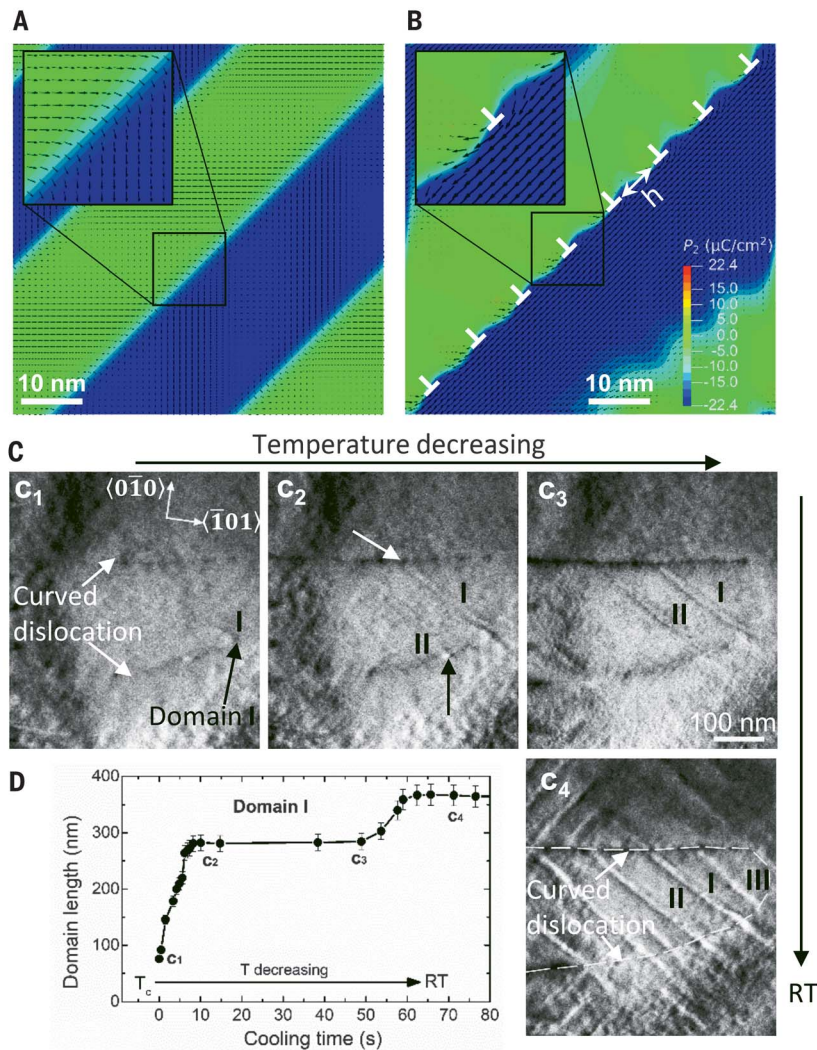 A
B
h
P₂ (μC/cm²)
22.4
15.0
10.0
5.0
-5.0
-10.0
-15.0
-22.4
10 nm
10 nm
C
Temperature decreasing
c₁
⟨01̄0⟩
⟨1̄01⟩
Curved
dislocation
I
Domain I
c₂
I
II
c₃
I
II
100 nm
D
Domain length (nm)
400
300
200
100
0
Domain I
c₁
c₂
c₃
c₄
T decreasing
T_c
RT
0 10 20 30 40 50 60 70 80
Cooling time (s)
c₄
Curved
dislocation
II
I
III
RT